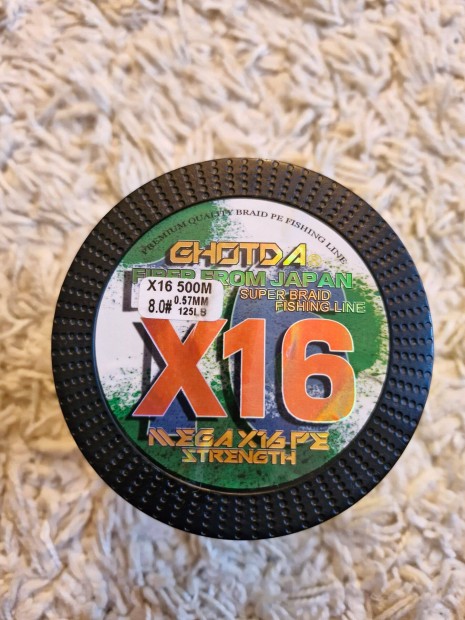 PREMIUM QUALITY BRAID PE FISHING LINE
GHOTDA®
FIBER FROM JAPAN
SUPER BRAID
FISHING LINE
X16 500M
8.0# 0.57MM
125LB
X16
MEGA X16 PE
STRENGTH